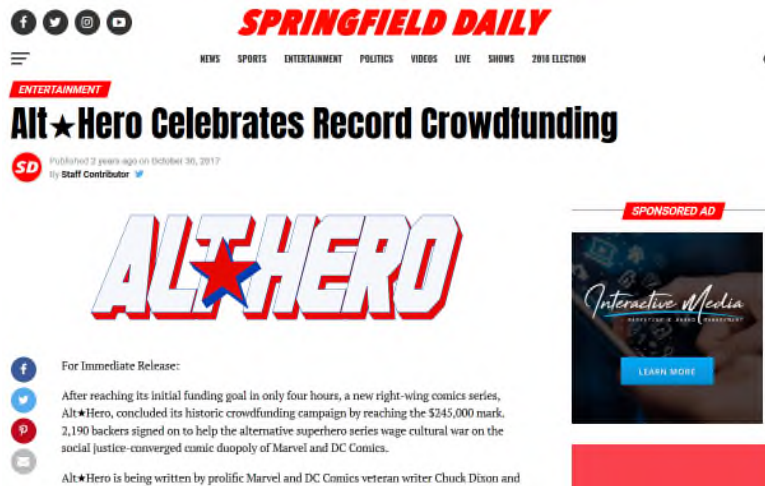 SPRINGFIELD DAILY
NEWS SPORTS ENTERTAINMENT POLITICS VIDEOS LIVE SHOWS 2018 ELECTION
ENTERTAINMENT
Alt★Hero Celebrates Record Crowdfunding
SD
Published 2 years ago on October 30, 2017
By Staff Contributor
SPONSORED AD
ALT★HERO
Interactive Media
MARKETING & BRAND MANAGEMENT
LEARN MORE
For Immediate Release:
After reaching its initial funding goal in only four hours, a new right-wing comics series,
Alt★Hero, concluded its historic crowdfunding campaign by reaching the $245,000 mark.
2,190 backers signed on to help the alternative superhero series wage cultural war on the
social justice-converged comic duopoly of Marvel and DC Comics.
Alt★Hero is being written by prolific Marvel and DC Comics veteran writer Chuck Dixon and